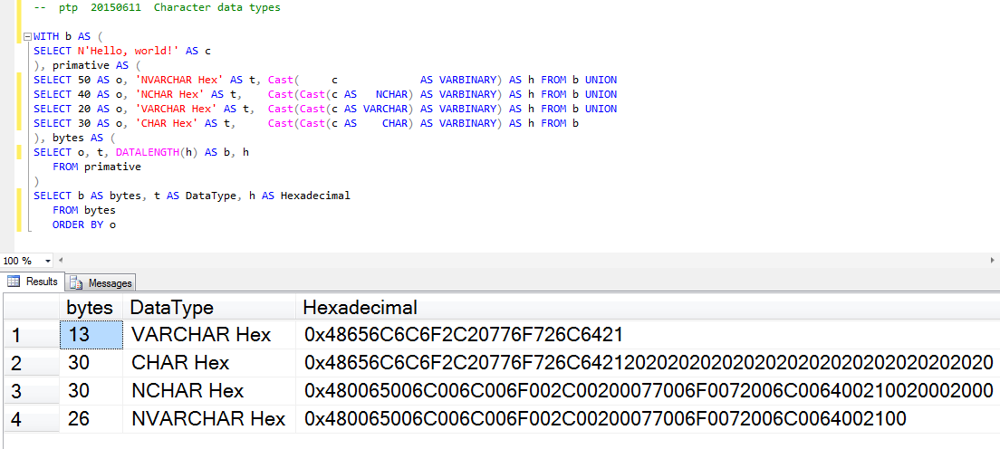 -- ptp 20150611 Character data types
WITH b AS (
SELECT N'Hello, world!' AS c
), primative AS (
SELECT 50 AS o, 'NVARCHAR Hex' AS t, Cast( c AS VARBINARY) AS h FROM b UNION
SELECT 40 AS o, 'NCHAR Hex' AS t, Cast(Cast(c AS NCHAR) AS VARBINARY) AS h FROM b UNION
SELECT 20 AS o, 'VARCHAR Hex' AS t, Cast(Cast(c AS VARCHAR) AS VARBINARY) AS h FROM b UNION
SELECT 30 AS o, 'CHAR Hex' AS t, Cast(Cast(c AS CHAR) AS VARBINARY) AS h FROM b
), bytes AS (
SELECT o, t, DATALENGTH(h) AS b, h
FROM primative
)
SELECT b AS bytes, t AS DataType, h AS Hexadecimal
FROM bytes
ORDER BY o
100 %
Results Messages
bytes DataType Hexadecimal
1 13 VARCHAR Hex 0x48656C6C6F2C20776F726C6421
2 30 CHAR Hex 0x48656C6C6F2C20776F726C64212020202020202020202020202020202020
3 30 NCHAR Hex 0x480065006C006C006F002C00200077006F0072006C006400210020002000
4 26 NVARCHAR Hex 0x480065006C006C006F002C00200077006F0072006C0064002100